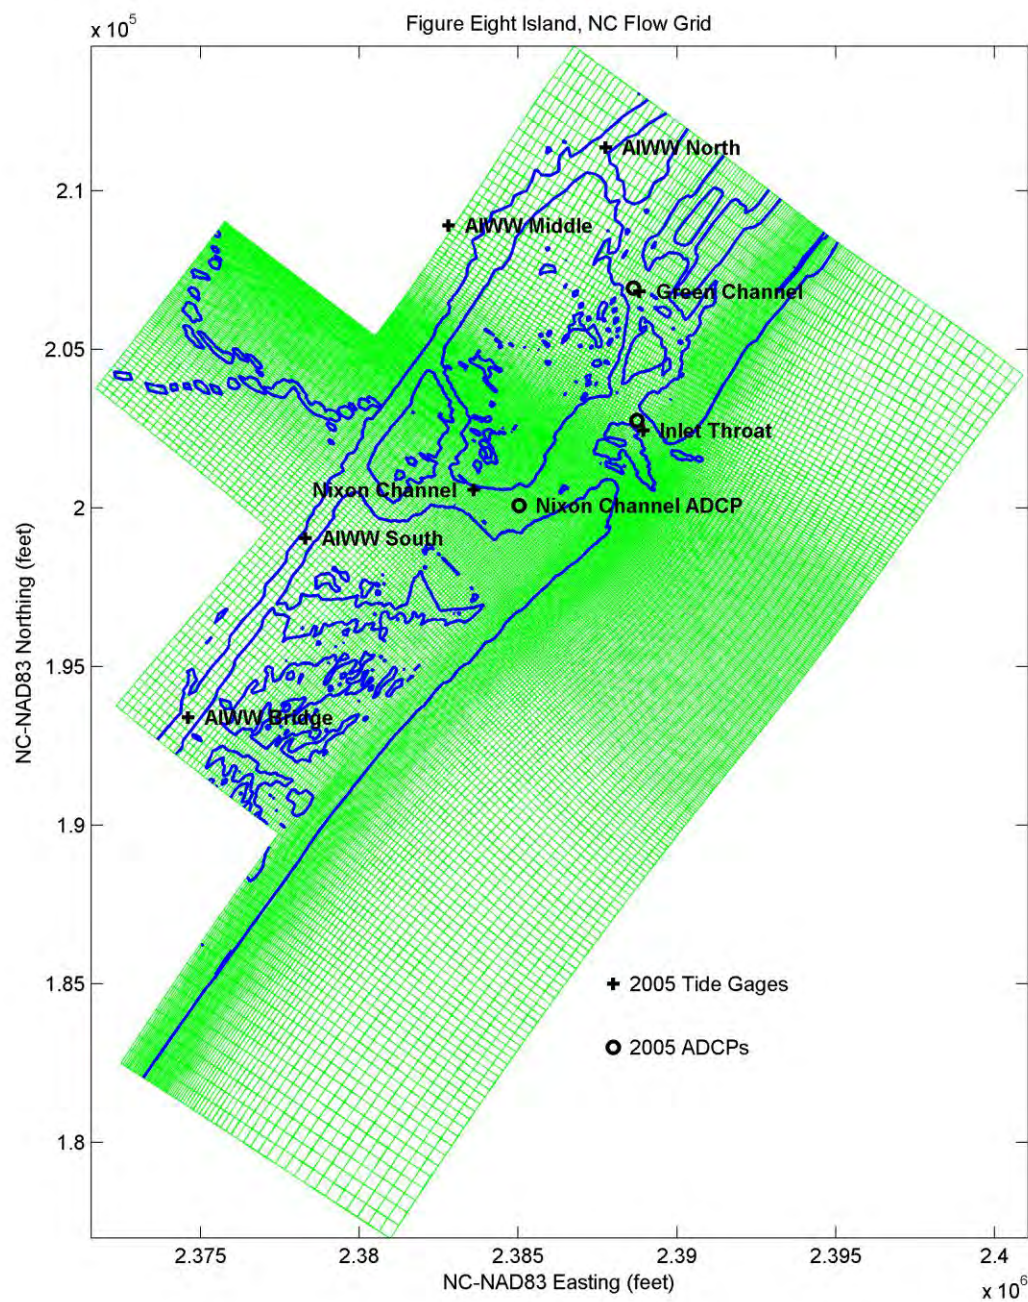 Figure Eight Island, NC Flow Grid
x 10^5
AIWW North
2.1
AIWW Middle
Green Channel
2.05
Inlet Throat
Nixon Channel
Nixon Channel ADCP
2
AIWW South
NC-NAD83 Northing (feet)
1.95
AIWW Bridge
1.9
1.85
2005 Tide Gages
2005 ADCPs
1.8
2.375
2.38
2.385
2.39
2.395
2.4
NC-NAD83 Easting (feet)
x 10^6